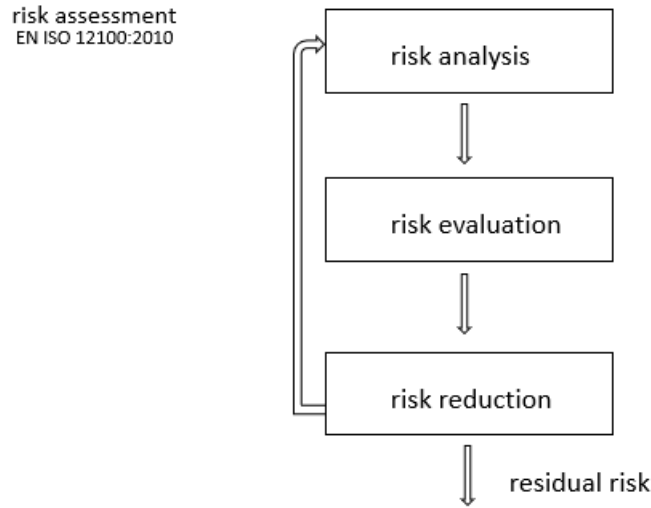 risk assessment
EN ISO 12100:2010
risk analysis
risk evaluation
risk reduction
residual risk